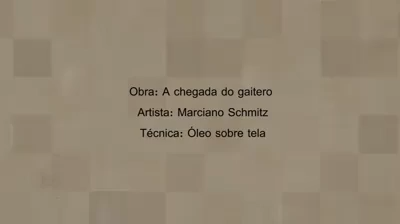 Obra: A chegada do gaitero
Artista: Marciano Schmitz
Técnica: Óleo sobre tela